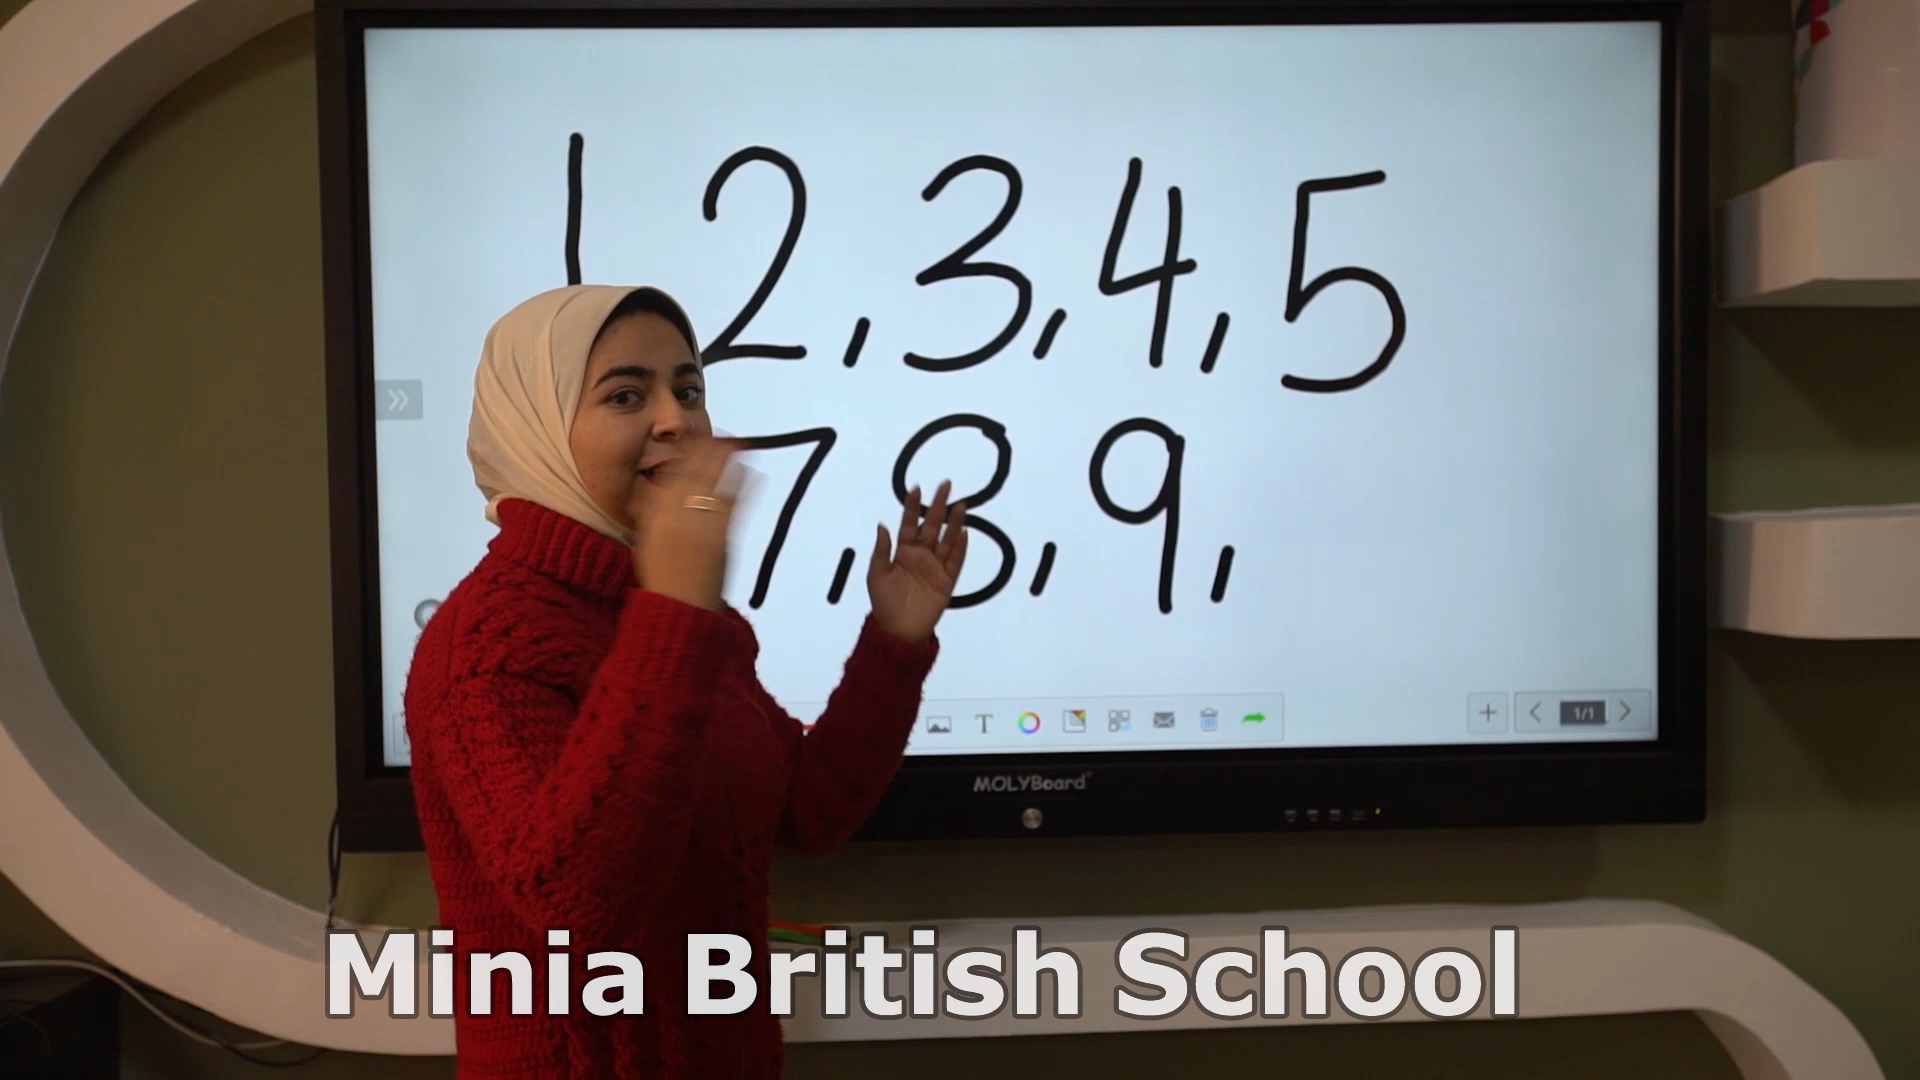 1 2, 3, 4, 5
7, 8, 9,
T
1/1
MOLYBoard
Minia British School